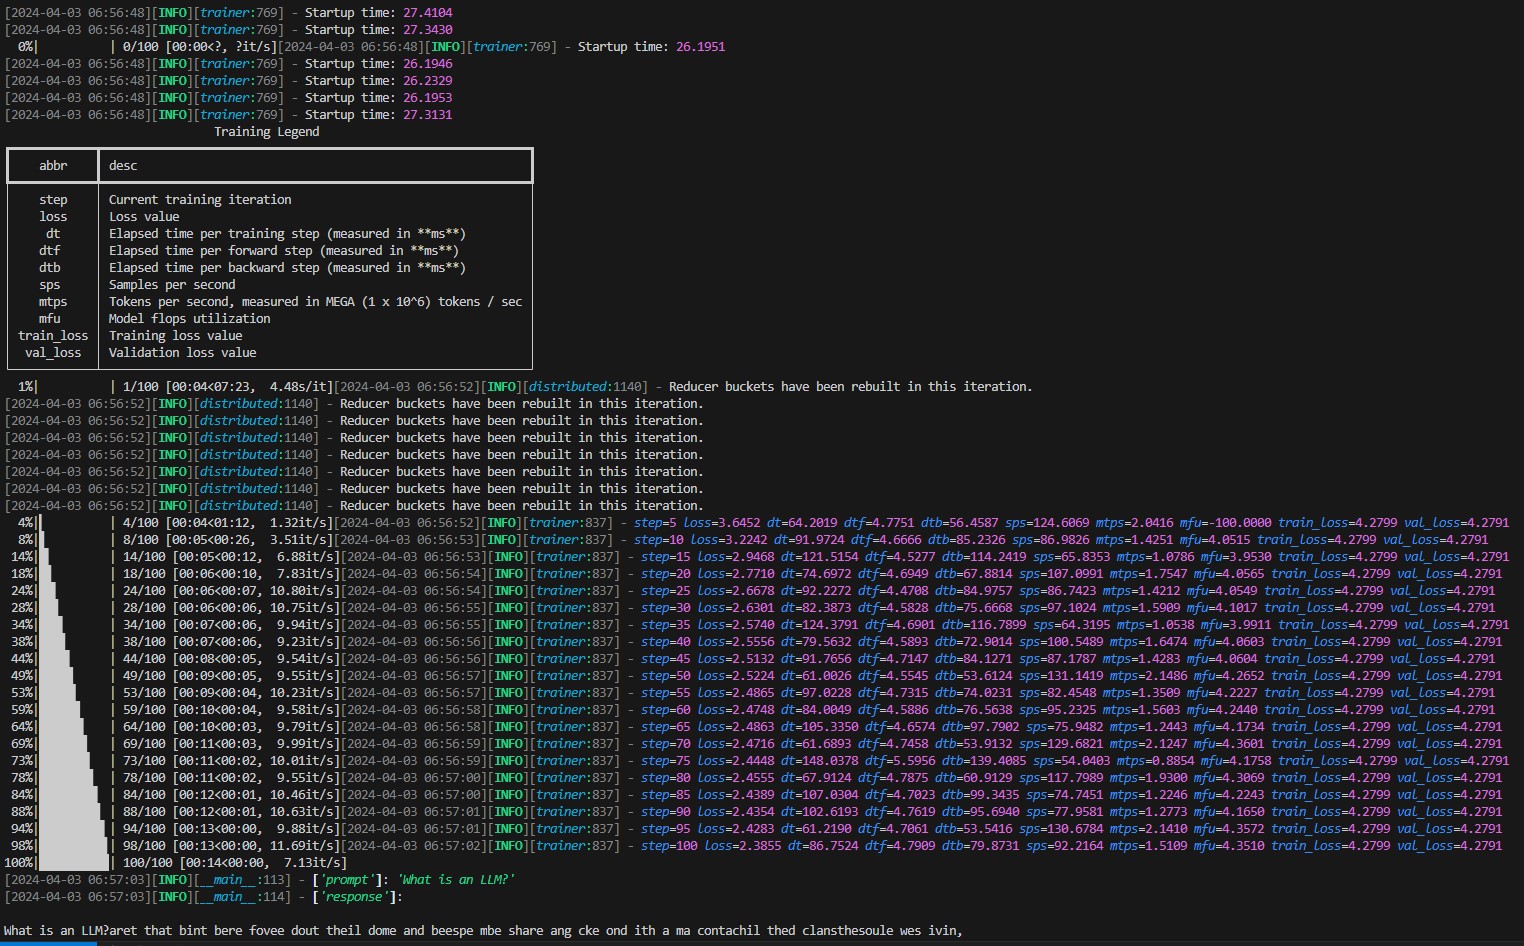 [2024-04-03 06:56:48][INFO][trainer:769] - Startup time: 27.4104
[2024-04-03 06:56:48][INFO][trainer:769] - Startup time: 27.3430
0%| | 0/100 [00:00<?, ?it/s][2024-04-03 06:56:48][INFO][trainer:769] - Startup time: 26.1951
[2024-04-03 06:56:48][INFO][trainer:769] - Startup time: 26.1946
[2024-04-03 06:56:48][INFO][trainer:769] - Startup time: 26.2329
[2024-04-03 06:56:48][INFO][trainer:769] - Startup time: 26.1953
[2024-04-03 06:56:48][INFO][trainer:769] - Startup time: 27.3131
Training Legend
abbr desc
step Current training iteration
loss Loss value
dt Elapsed time per training step (measured in **ms**)
dtf Elapsed time per forward step (measured in **ms**)
dtb Elapsed time per backward step (measured in **ms**)
sps Samples per second
mtps Tokens per second, measured in MEGA (1 x 10^6) tokens / sec
mfu Model flops utilization
train_loss Training loss value
val_loss Validation loss value
1%| | 1/100 [00:04<07:23, 4.48s/it][2024-04-03 06:56:52][INFO][distributed:1140] - Reducer buckets have been rebuilt in this iteration.
[2024-04-03 06:56:52][INFO][distributed:1140] - Reducer buckets have been rebuilt in this iteration.
[2024-04-03 06:56:52][INFO][distributed:1140] - Reducer buckets have been rebuilt in this iteration.
[2024-04-03 06:56:52][INFO][distributed:1140] - Reducer buckets have been rebuilt in this iteration.
[2024-04-03 06:56:52][INFO][distributed:1140] - Reducer buckets have been rebuilt in this iteration.
[2024-04-03 06:56:52][INFO][distributed:1140] - Reducer buckets have been rebuilt in this iteration.
[2024-04-03 06:56:52][INFO][distributed:1140] - Reducer buckets have been rebuilt in this iteration.
[2024-04-03 06:56:52][INFO][distributed:1140] - Reducer buckets have been rebuilt in this iteration.
4%| | 4/100 [00:04<01:12, 1.32it/s][2024-04-03 06:56:52][INFO][trainer:837] - step=5 loss=3.6452 dt=64.2019 dtf=4.7751 dtb=56.4587 sps=124.6069 mtps=2.0416 mfu=-100.0000 train_loss=4.2799 val_loss=4.2791
8%| | 8/100 [00:05<00:26, 3.51it/s][2024-04-03 06:56:53][INFO][trainer:837] - step=10 loss=3.2242 dt=91.9724 dtf=4.6666 dtb=85.2326 sps=86.9826 mtps=1.4251 mfu=4.0515 train_loss=4.2799 val_loss=4.2791
14%| | 14/100 [00:05<00:12, 6.88it/s][2024-04-03 06:56:53][INFO][trainer:837] - step=15 loss=2.9468 dt=121.5154 dtf=4.5277 dtb=114.2419 sps=65.8353 mtps=1.0786 mfu=3.9530 train_loss=4.2799 val_loss=4.2791
18%| | 18/100 [00:06<00:10, 7.83it/s][2024-04-03 06:56:54][INFO][trainer:837] - step=20 loss=2.7710 dt=74.6972 dtf=4.6949 dtb=67.8814 sps=107.0991 mtps=1.7547 mfu=4.0565 train_loss=4.2799 val_loss=4.2791
24%| | 24/100 [00:06<00:07, 10.80it/s][2024-04-03 06:56:54][INFO][trainer:837] - step=25 loss=2.6678 dt=92.2272 dtf=4.4708 dtb=84.9757 sps=86.7423 mtps=1.4212 mfu=4.0549 train_loss=4.2799 val_loss=4.2791
28%| | 28/100 [00:06<00:06, 10.75it/s][2024-04-03 06:56:55][INFO][trainer:837] - step=30 loss=2.6301 dt=82.3873 dtf=4.5828 dtb=75.6668 sps=97.1024 mtps=1.5909 mfu=4.1017 train_loss=4.2799 val_loss=4.2791
34%| | 34/100 [00:07<00:06, 9.94it/s][2024-04-03 06:56:55][INFO][trainer:837] - step=35 loss=2.5740 dt=124.3791 dtf=4.6901 dtb=116.7899 sps=64.3195 mtps=1.0538 mfu=3.9911 train_loss=4.2799 val_loss=4.2791
38%| | 38/100 [00:07<00:06, 9.23it/s][2024-04-03 06:56:56][INFO][trainer:837] - step=40 loss=2.5556 dt=79.5632 dtf=4.5893 dtb=72.9014 sps=100.5489 mtps=1.6474 mfu=4.0603 train_loss=4.2799 val_loss=4.2791
44%| | 44/100 [00:08<00:05, 9.54it/s][2024-04-03 06:56:56][INFO][trainer:837] - step=45 loss=2.5132 dt=91.7656 dtf=4.7147 dtb=84.1271 sps=87.1787 mtps=1.4283 mfu=4.0604 train_loss=4.2799 val_loss=4.2791
49%| | 49/100 [00:09<00:05, 9.55it/s][2024-04-03 06:56:57][INFO][trainer:837] - step=50 loss=2.5224 dt=61.0026 dtf=4.5545 dtb=53.6124 sps=131.1419 mtps=2.1486 mfu=4.2652 train_loss=4.2799 val_loss=4.2791
53%| | 53/100 [00:09<00:04, 10.23it/s][2024-04-03 06:56:57][INFO][trainer:837] - step=55 loss=2.4865 dt=97.0228 dtf=4.7315 dtb=74.0231 sps=82.4548 mtps=1.3509 mfu=4.2227 train_loss=4.2799 val_loss=4.2791
59%| | 59/100 [00:10<00:04, 9.58it/s][2024-04-03 06:56:58][INFO][trainer:837] - step=60 loss=2.4748 dt=84.0049 dtf=4.5886 dtb=76.5638 sps=95.2325 mtps=1.5603 mfu=4.2440 train_loss=4.2799 val_loss=4.2791
64%| | 64/100 [00:10<00:03, 9.79it/s][2024-04-03 06:56:58][INFO][trainer:837] - step=65 loss=2.4863 dt=105.3350 dtf=4.6574 dtb=97.7902 sps=75.9482 mtps=1.2443 mfu=4.1734 train_loss=4.2799 val_loss=4.2791
69%| | 69/100 [00:11<00:03, 9.99it/s][2024-04-03 06:56:59][INFO][trainer:837] - step=70 loss=2.4716 dt=61.6893 dtf=4.7458 dtb=53.9132 sps=129.6821 mtps=2.1247 mfu=4.3601 train_loss=4.2799 val_loss=4.2791
73%| | 73/100 [00:11<00:02, 10.01it/s][2024-04-03 06:56:59][INFO][trainer:837] - step=75 loss=2.4448 dt=148.0378 dtf=5.5956 dtb=139.4085 sps=54.0403 mtps=0.8854 mfu=4.1758 train_loss=4.2799 val_loss=4.2791
78%| | 78/100 [00:11<00:02, 9.55it/s][2024-04-03 06:57:00][INFO][trainer:837] - step=80 loss=2.4555 dt=67.9124 dtf=4.7875 dtb=60.9129 sps=117.7989 mtps=1.9300 mfu=4.3069 train_loss=4.2799 val_loss=4.2791
84%| | 84/100 [00:12<00:01, 10.46it/s][2024-04-03 06:57:00][INFO][trainer:837] - step=85 loss=2.4389 dt=107.0304 dtf=4.7023 dtb=99.3435 sps=74.7451 mtps=1.2246 mfu=4.2243 train_loss=4.2799 val_loss=4.2791
88%| | 88/100 [00:12<00:01, 10.63it/s][2024-04-03 06:57:01][INFO][trainer:837] - step=90 loss=2.4354 dt=102.6193 dtf=4.7619 dtb=95.6940 sps=77.9581 mtps=1.2773 mfu=4.1650 train_loss=4.2799 val_loss=4.2791
94%| | 94/100 [00:13<00:00, 9.88it/s][2024-04-03 06:57:01][INFO][trainer:837] - step=95 loss=2.4283 dt=61.2190 dtf=4.7061 dtb=53.5416 sps=130.6784 mtps=2.1410 mfu=4.3572 train_loss=4.2799 val_loss=4.2791
98%| | 98/100 [00:13<00:00, 11.69it/s][2024-04-03 06:57:02][INFO][trainer:837] - step=100 loss=2.3855 dt=86.7524 dtf=4.7909 dtb=79.8731 sps=92.2164 mtps=1.5109 mfu=4.3510 train_loss=4.2799 val_loss=4.2791
100%| | 100/100 [00:14<00:00, 7.13it/s]
[2024-04-03 06:57:03][INFO][__main__:113] - ['prompt']: 'What is an LLM?'
[2024-04-03 06:57:03][INFO][__main__:114] - ['response']:
What is an LLM?aret that bint bere fovee dout theil dome and beespe mbe share ang cke ond ith a ma contachil thed clansthesoule wes ivin,